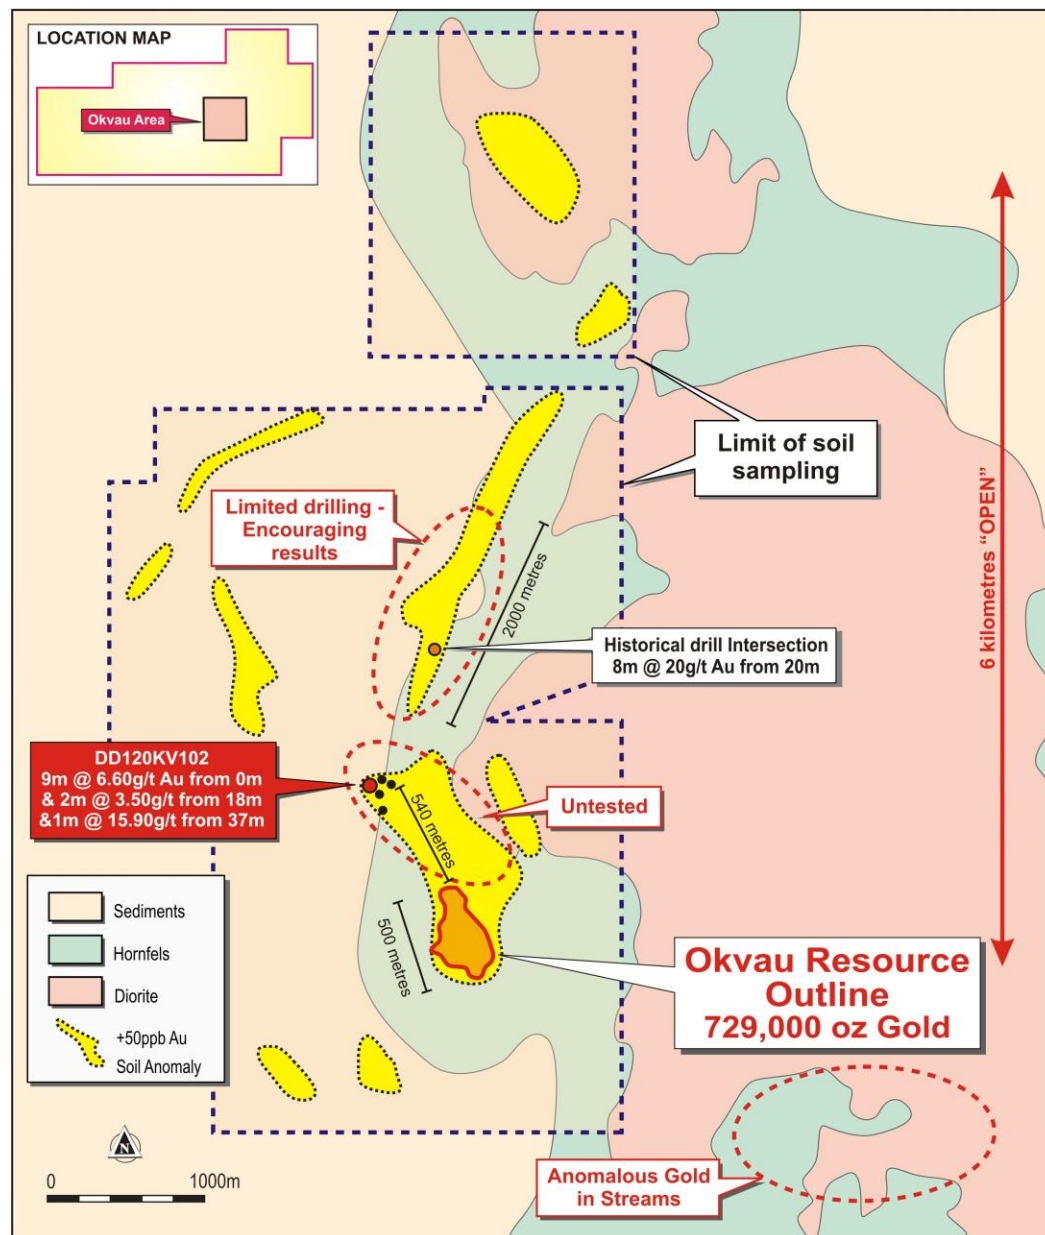 LOCATION MAP
Okvau Area
Limit of soil
sampling
6 kilometres “OPEN”
Limited drilling -
Encouraging
results
2000 metres
Historical drill Intersection
8m @ 20g/t Au from 20m
DD120KV102
9m @ 6.60g/t Au from 0m
& 2m @ 3.50g/t from 18m
&1m @ 15.90g/t from 37m
540 metres
Untested
500 metres
Okvau Resource
Outline
729,000 oz Gold
Sediments
Hornfels
Diorite
+50ppb Au
Soil Anomaly
N
0 1000m
Anomalous Gold
in Streams